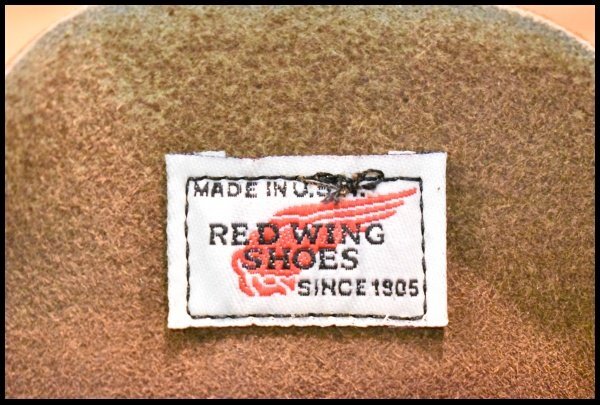 MADE IN U.S.A.
RED WING
SHOES
SINCE 1905